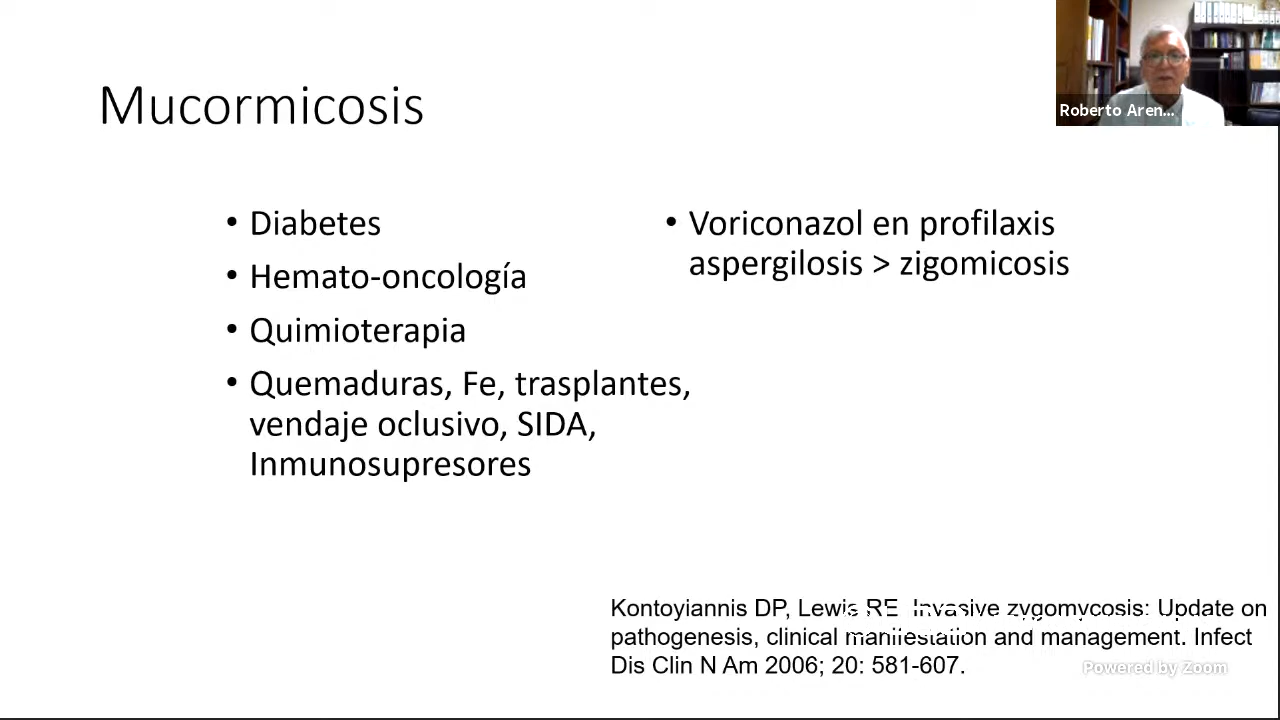 Mucormicosis
Roberto Aren...
• Diabetes
• Hemato-oncología
• Quimioterapia
• Quemaduras, Fe, trasplantes,
vendaje oclusivo, SIDA,
Inmunosupresores
• Voriconazol en profilaxis
aspergilosis > zigomicosis
Kontoyiannis DP, Lewis RE. Invasive zygomycosis: Update on
pathogenesis, clinical manifestation and management. Infect
Dis Clin N Am 2006; 20: 581-607.
Powered by Zoom